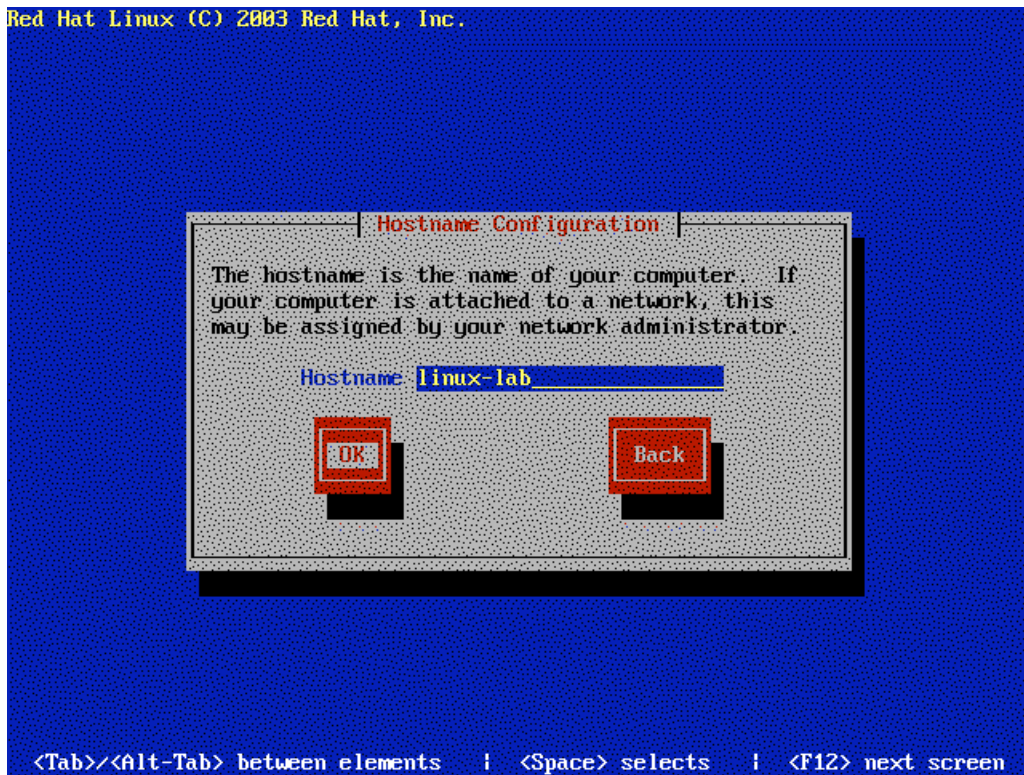 Red Hat Linux (C) 2003 Red Hat, Inc.
Hostname Configuration
The hostname is the name of your computer.  If
your computer is attached to a network, this
may be assigned by your network administrator.
Hostname linux-lab
OK Back
<Tab>/<Alt-Tab> between elements | <Space> selects | <F12> next screen